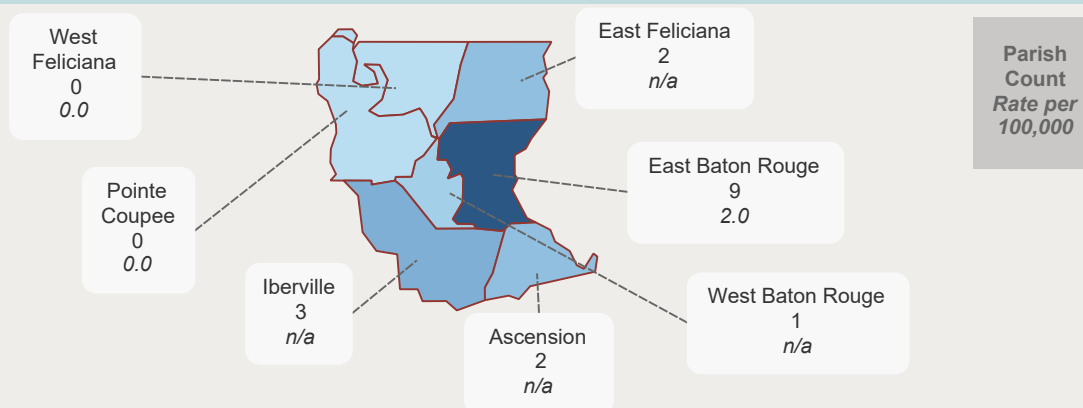 West
Feliciana
0
0.0
East Feliciana
2
n/a
Parish
Count
Rate per
100,000
East Baton Rouge
9
2.0
Pointe
Coupee
0
0.0
Iberville
3
n/a
West Baton Rouge
1
n/a
Ascension
2
n/a